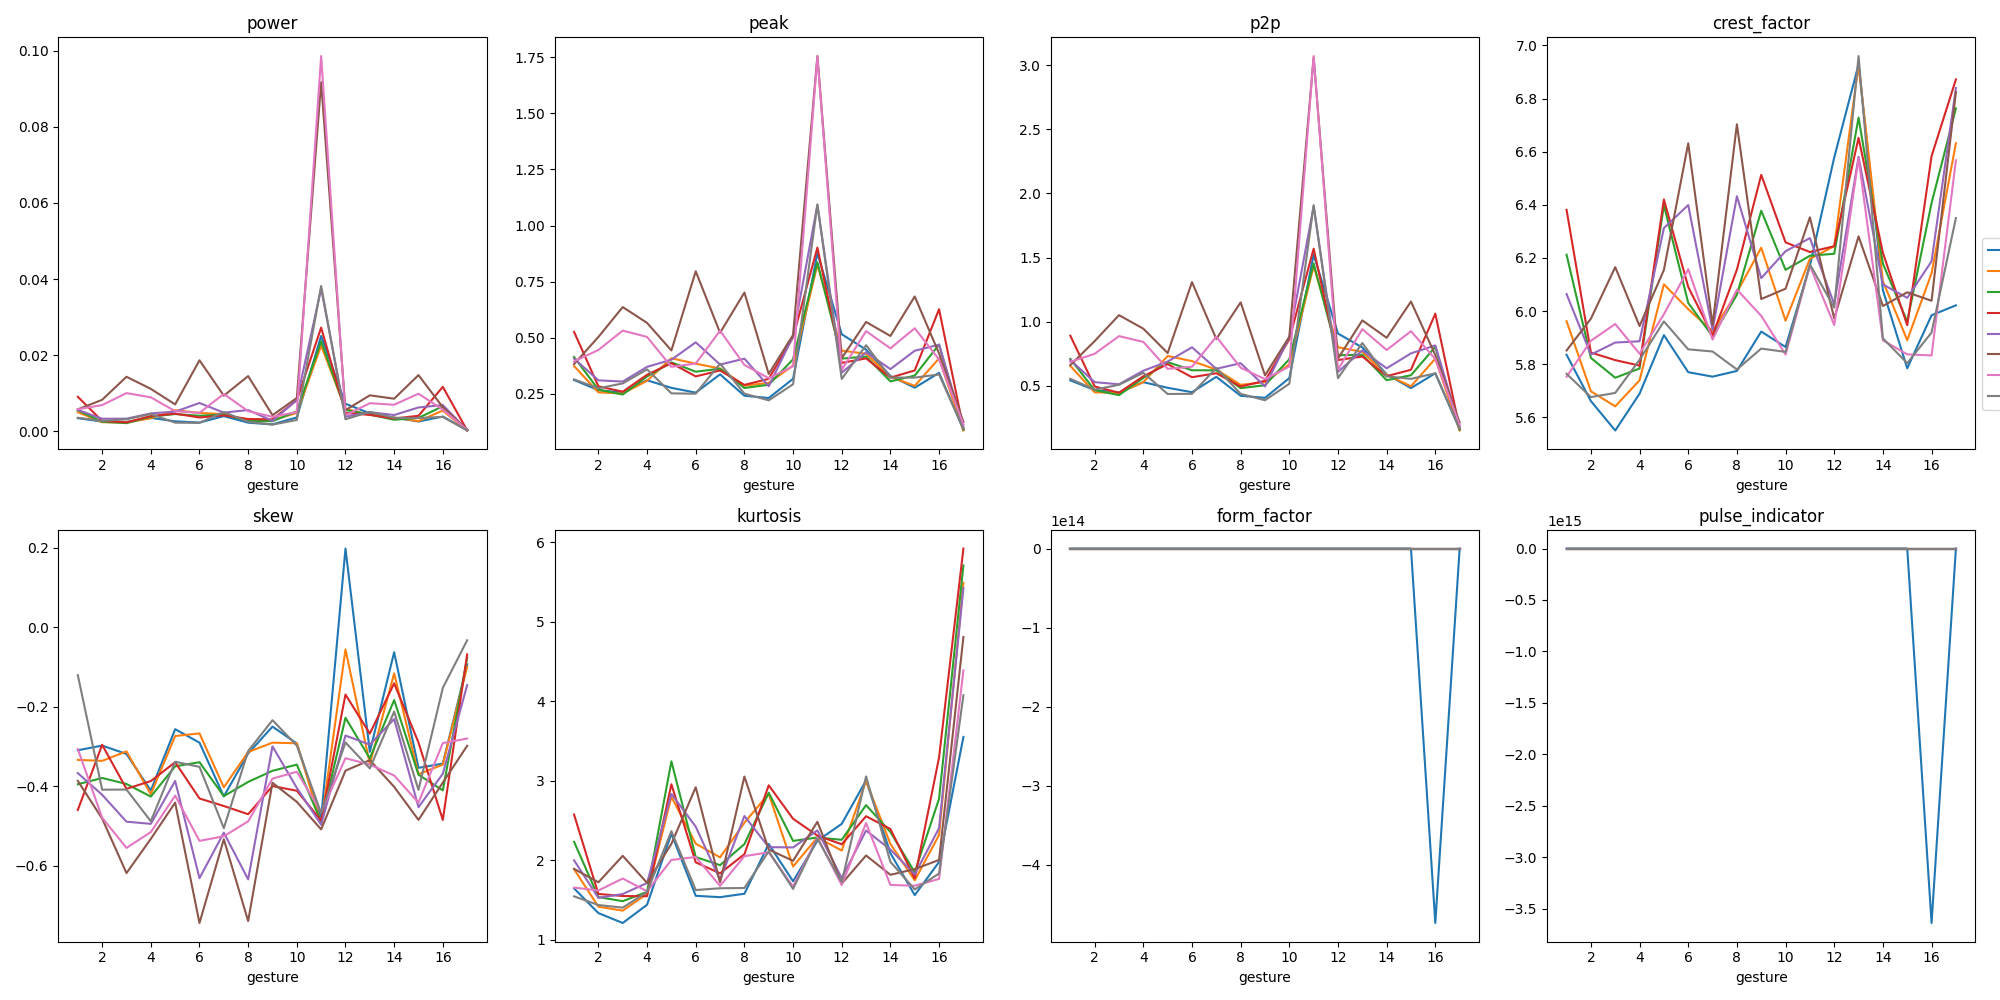 power
0.10
0.08
0.06
0.04
0.02
0.00
2 4 6 8 10 12 14 16
gesture
peak
1.75
1.50
1.25
1.00
0.75
0.50
0.25
2 4 6 8 10 12 14 16
gesture
p2p
3.0
2.5
2.0
1.5
1.0
0.5
2 4 6 8 10 12 14 16
gesture
crest_factor
7.0
6.8
6.6
6.4
6.2
6.0
5.8
5.6
2 4 6 8 10 12 14 16
gesture
skew
0.2
0.0
−0.2
−0.4
−0.6
2 4 6 8 10 12 14 16
gesture
kurtosis
6
5
4
3
2
1
2 4 6 8 10 12 14 16
gesture
form_factor
1e14
0
−1
−2
−3
−4
2 4 6 8 10 12 14 16
gesture
pulse_indicator
1e15
0.0
−0.5
−1.0
−1.5
−2.0
−2.5
−3.0
−3.5
2 4 6 8 10 12 14 16
gesture